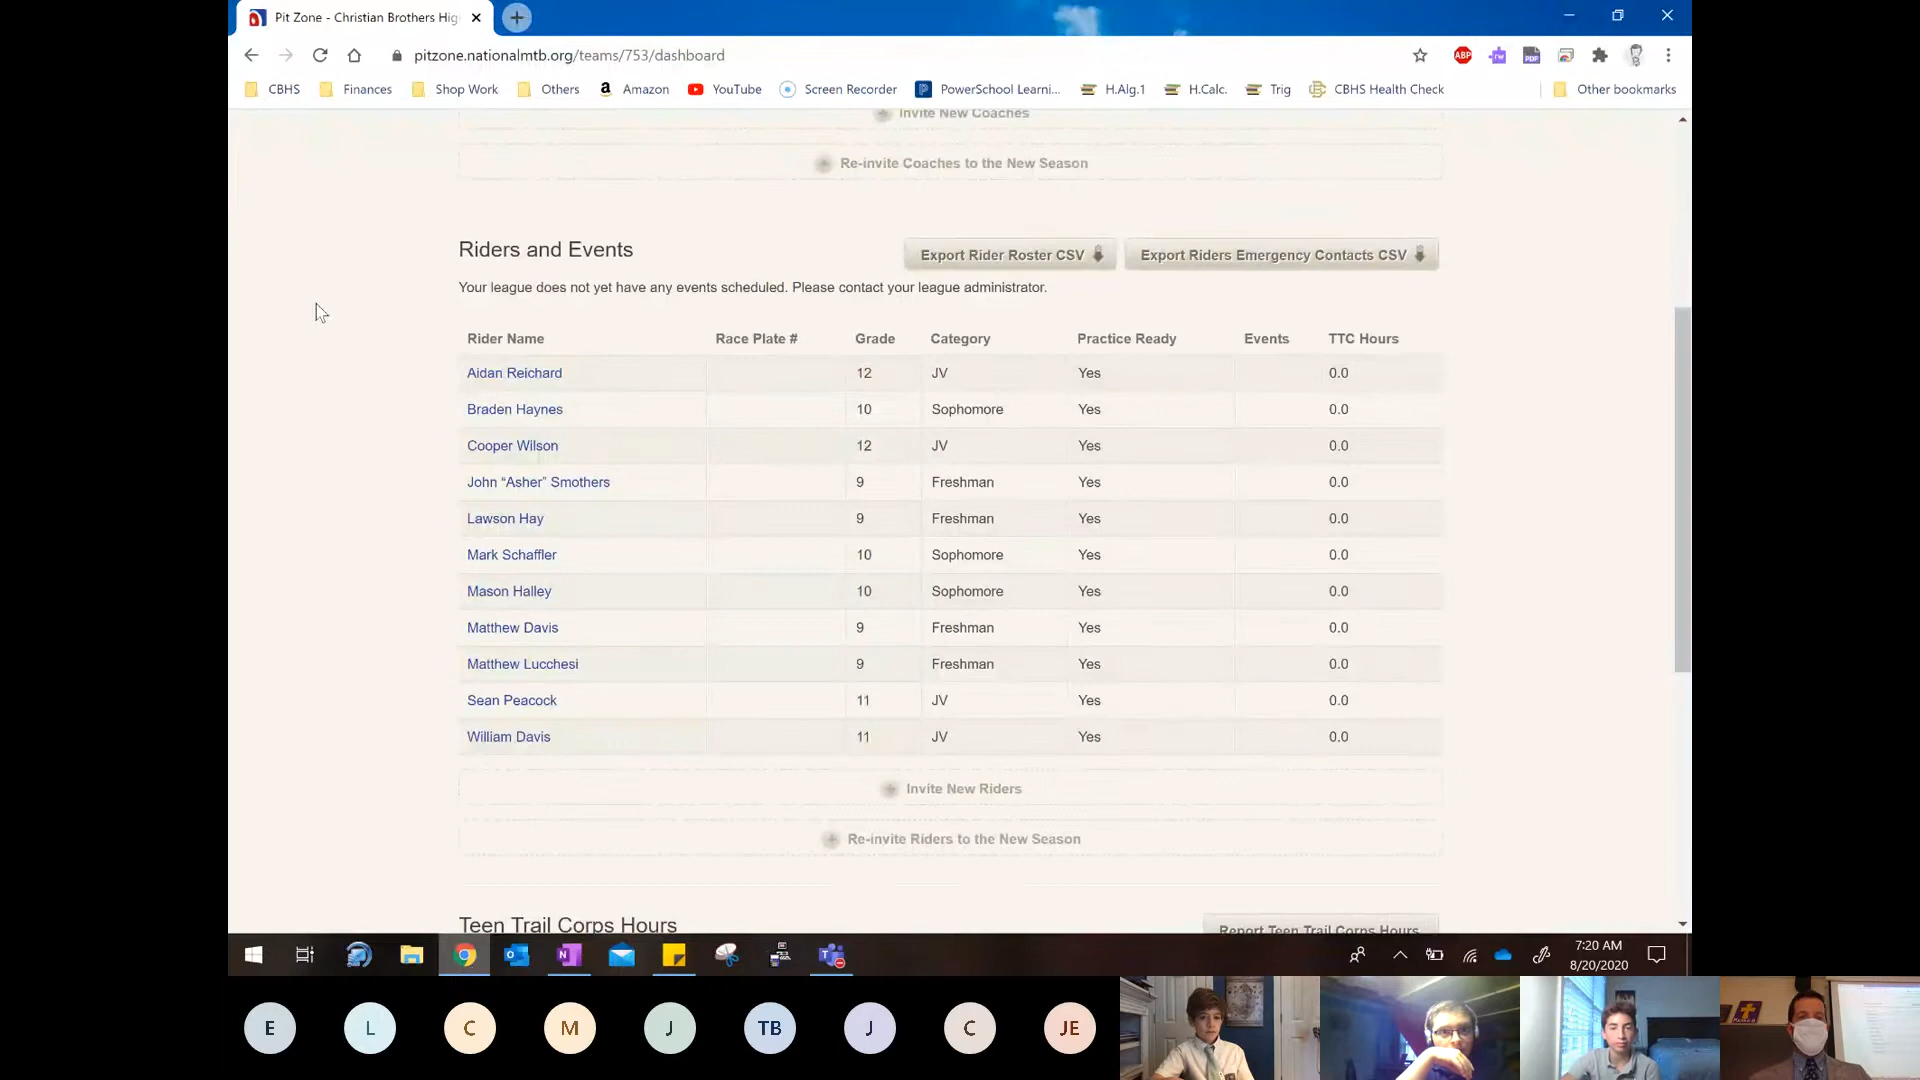 Pit Zone - Christian Brothers Hig
pitzone.nationalmtb.org/teams/753/dashboard
ABP
rw
PDF
CBHS Finances Shop Work Others Amazon YouTube Screen Recorder PowerSchool Learni... H.Alg.1 H.Calc. Trig CBHS Health Check Other bookmarks
Invite New Coaches
Re-invite Coaches to the New Season
Riders and Events Export Rider Roster CSV Export Riders Emergency Contacts CSV
Your league does not yet have any events scheduled. Please contact your league administrator.
Rider Name Race Plate # Grade Category Practice Ready Events TTC Hours
Aidan Reichard 12 JV Yes 0.0
Braden Haynes 10 Sophomore Yes 0.0
Cooper Wilson 12 JV Yes 0.0
John “Asher” Smothers 9 Freshman Yes 0.0
Lawson Hay 9 Freshman Yes 0.0
Mark Schaffler 10 Sophomore Yes 0.0
Mason Halley 10 Sophomore Yes 0.0
Matthew Davis 9 Freshman Yes 0.0
Matthew Lucchesi 9 Freshman Yes 0.0
Sean Peacock 11 JV Yes 0.0
William Davis 11 JV Yes 0.0
Invite New Riders
Re-invite Riders to the New Season
Teen Trail Corps Hours Report Teen Trail Corps Hours
7:20 AM
8/20/2020
E L C M J TB J C JE